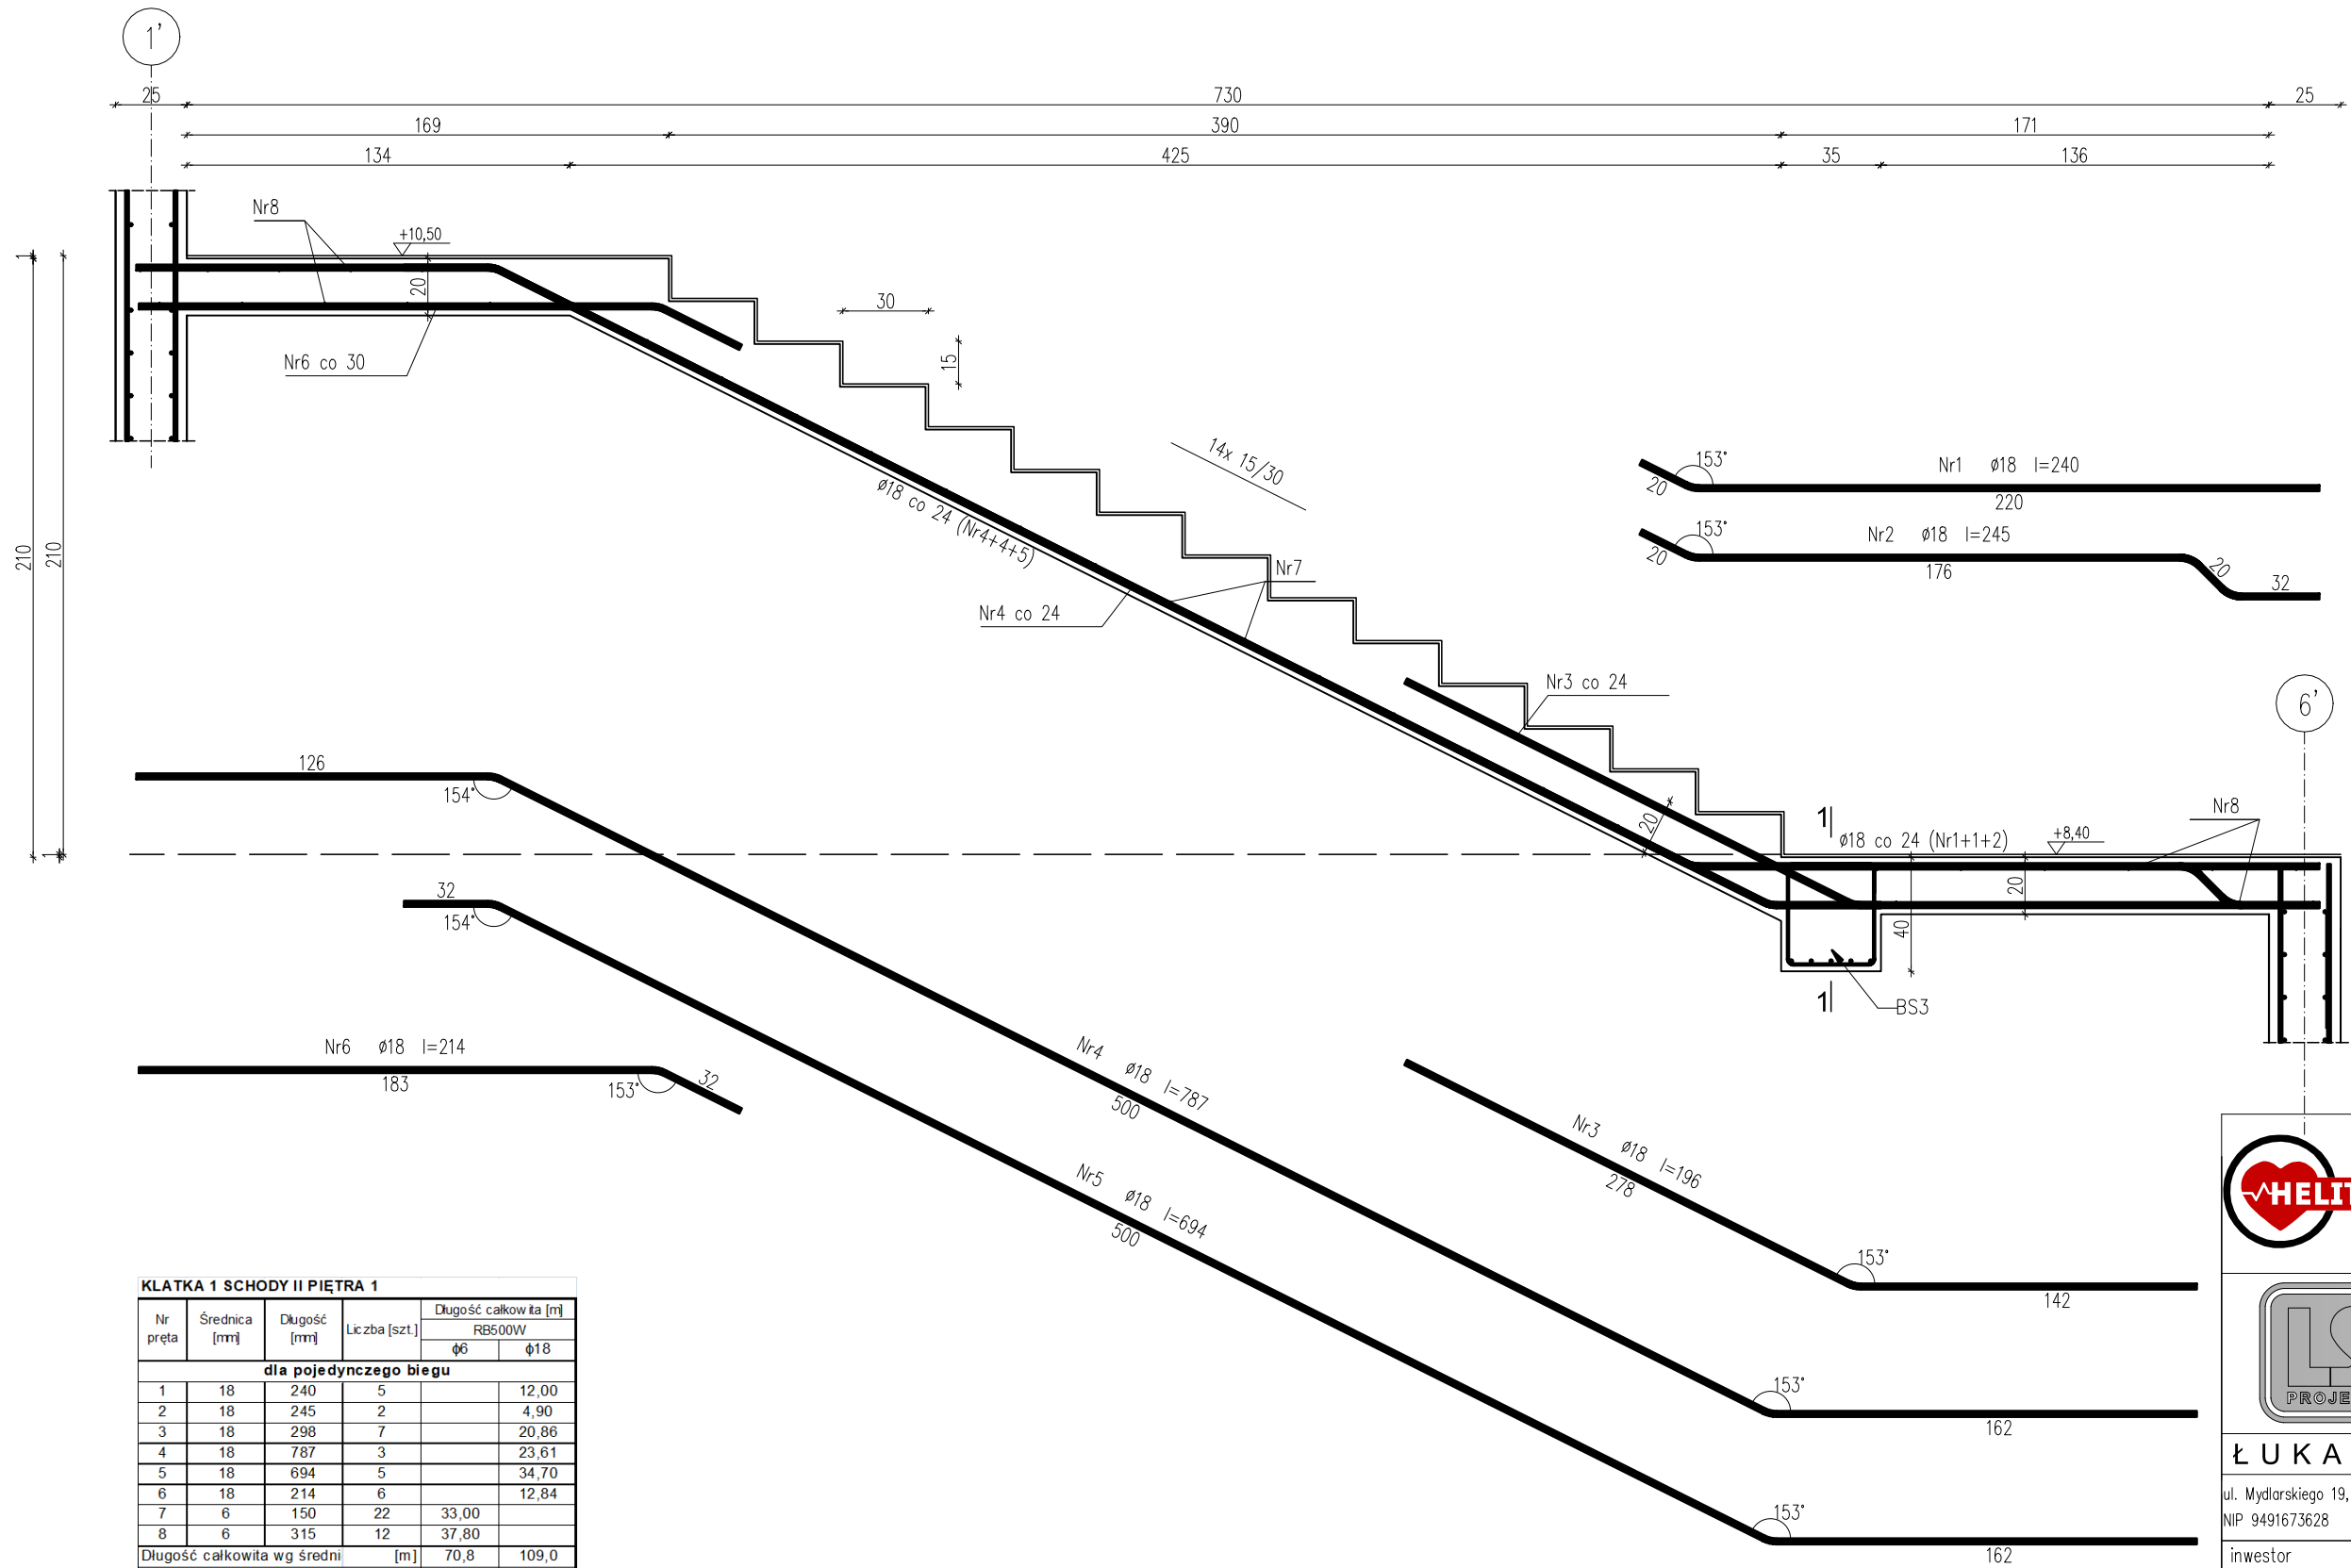 1'
25
730
25
169
390
171
134
425
35
136
Nr8
+10,50
20
30
15
Nr6 co 30
14x 15/30
ø18 co 24 (Nr4+4+5)
153°
Nr1 ø18 l=240
20
220
153°
Nr2 ø18 l=245
20
176
20
32
210
210
Nr7
Nr4 co 24
Nr3 co 24
6'
126
154°
1
Nr8
20
ø18 co 24 (Nr1+1+2)
+8,40
20
40
32
154°
1
BS3
Nr6 ø18 l=214
183
153°
32
Nr4 ø18 l=787
500
Nr3 ø18 l=196
278
Nr5 ø18 l=694
500
153°
142
153°
162
153°
162
KLATKA 1 SCHODY II PIĘTRA 1
Nr pręta Średnica [mm] Długość [mm] Liczba [szt.] Długość całkowita [m]
RB500W
ϕ6 ϕ18
dla pojedynczego biegu
1 18 240 5 12,00
2 18 245 2 4,90
3 18 298 7 20,86
4 18 787 3 23,61
5 18 694 5 34,70
6 18 214 6 12,84
7 6 150 22 33,00
8 6 315 12 37,80
Długość całkowita wg średni [m] 70,8 109,0
HELIT
PROJE
ŁUKA
ul. Mydlarskiego 19,
NIP 9491673628
inwestor